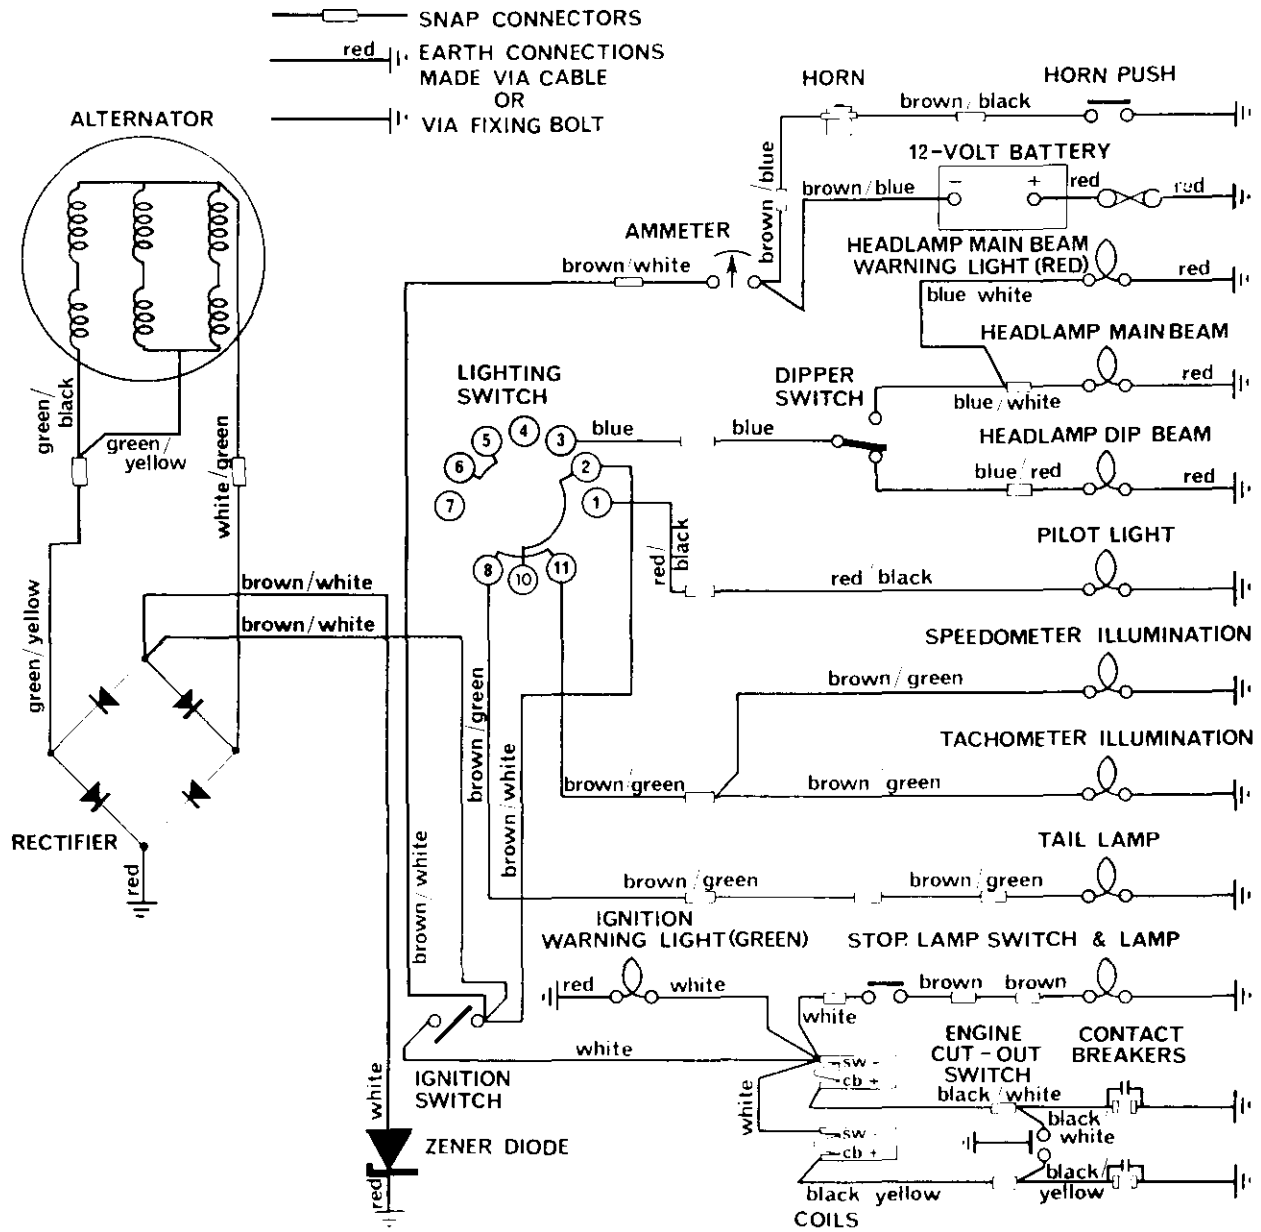 SNAP CONNECTORS
red
EARTH CONNECTIONS
MADE VIA CABLE
OR
VIA FIXING BOLT
HORN
HORN PUSH
brown/black
ALTERNATOR
12-VOLT BATTERY
brown/blue
brown/blue
- +
red
red
AMMETER
brown/white
HEADLAMP MAIN BEAM
WARNING LIGHT (RED)
red
blue white
HEADLAMP MAIN BEAM
LIGHTING
SWITCH
DIPPER
SWITCH
red
blue/white
green/black
green/yellow
white/green
4
5
3
blue
blue
HEADLAMP DIP BEAM
6
2
blue/red
red
7
1
PILOT LIGHT
red/black
red black
8
10
11
brown/white
brown/white
green/yellow
SPEEDOMETER ILLUMINATION
brown/green
brown/green
brown/white
TACHOMETER ILLUMINATION
brown/green
brown green
RECTIFIER
red
TAIL LAMP
brown/green
brown/green
brown/white
IGNITION
WARNING LIGHT (GREEN)
STOP LAMP SWITCH & LAMP
red
white
brown
brown
white
ENGINE
CUT-OUT
SWITCH
CONTACT
BREAKERS
white
sw -
cb +
IGNITION
SWITCH
white
white
black/white
black
white
sw -
cb +
ZENER DIODE
red
black yellow
black/
yellow
COILS